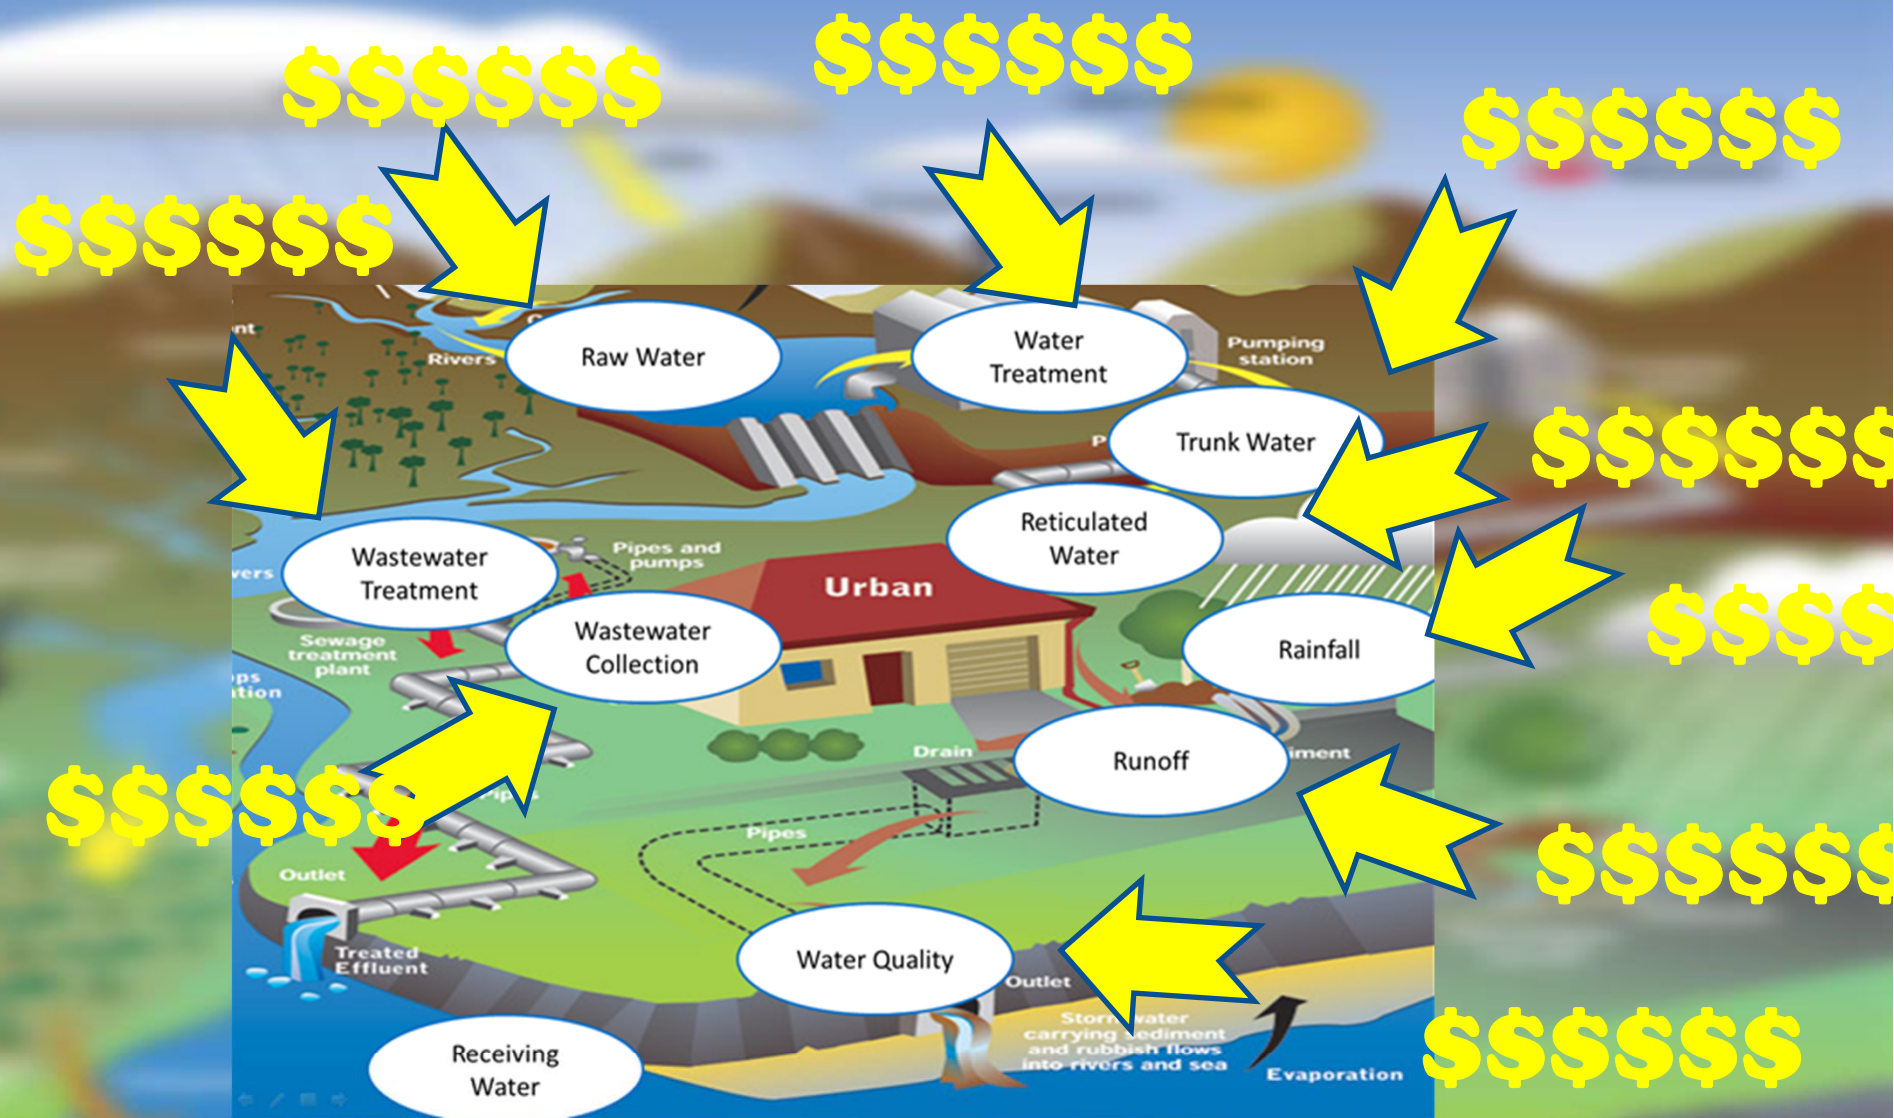 $$$$$$
$$$$$$
$$$$$$
$$$$$$
Raw Water
Rivers
Water
Treatment
Pumping
station
Trunk Water
$$$$$$
Reticulated
Water
Wastewater
Treatment
Pipes and
pumps
Urban
$$$$
Wastewater
Collection
Sewage
treatment
plant
Rainfall
Runoff
Drain
$$$$$$
Pipes
Pipes
$$$$$$
Outlet
Treated
Effluent
Water Quality
Outlet
Stormwater
carrying sediment
and rubbish flows
into rivers and sea
Evaporation
$$$$$$
Receiving
Water